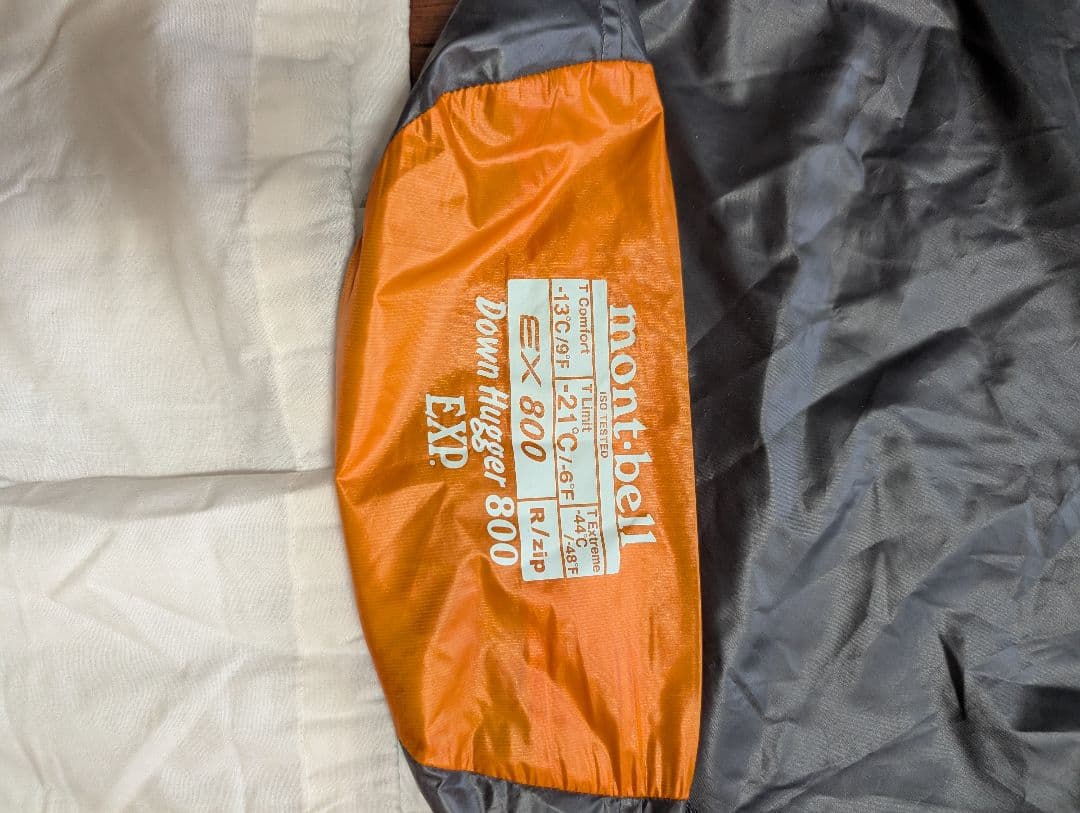 mont·bell
ISO TESTED
T Comfort T Limit T Extreme
-13℃/9°F -21℃/-6°F -44℃/-48°F
EX 800 R/zip
Down Hugger 800
EXP.